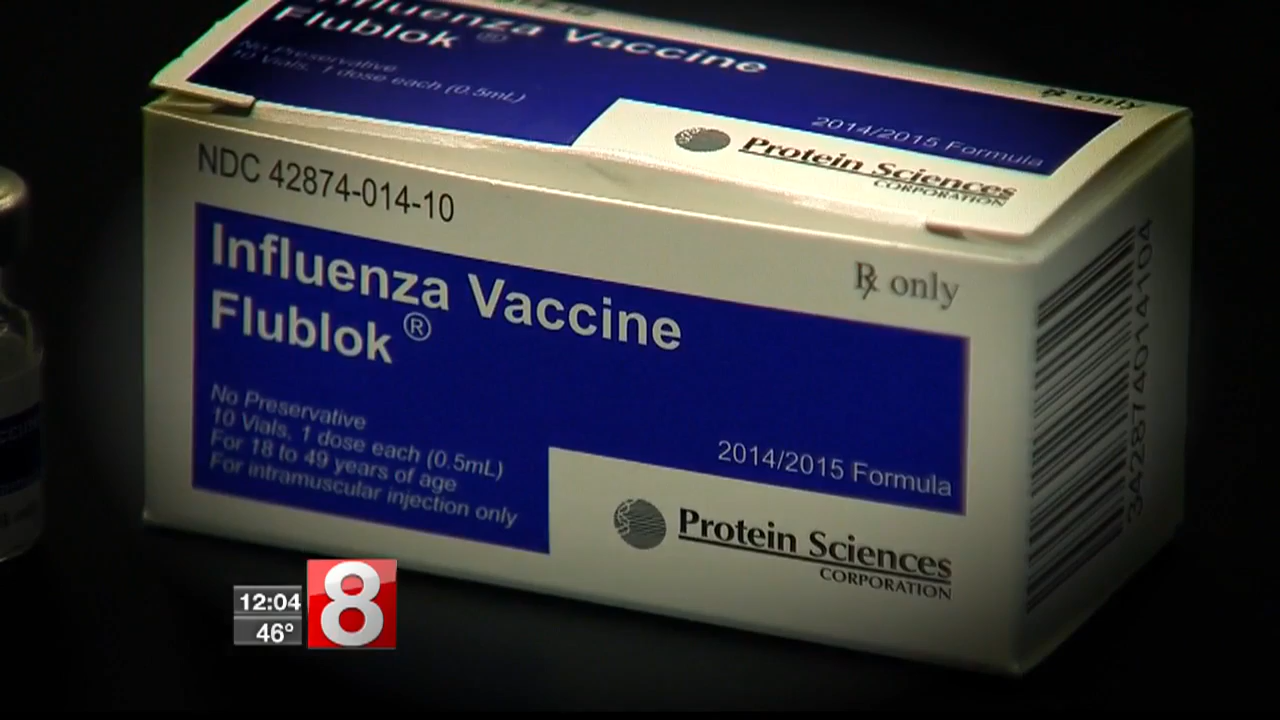 Influenza Vaccine
Flublok ®
No Preservative
10 Vials, 1 dose each (0.5mL)
Rx only
2014/2015 Formula
Protein Sciences
CORPORATION
NDC 42874-014-10
Influenza Vaccine
Flublok ®
℞ only
No Preservative
10 Vials, 1 dose each (0.5mL)
For 18 to 49 years of age
For intramuscular injection only
2014/2015 Formula
Protein Sciences
CORPORATION
12:04
46°
8